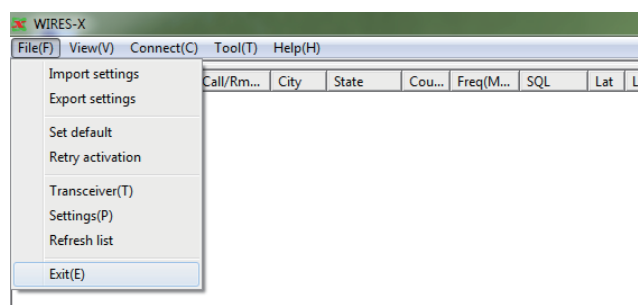 WIRES-X
File(F) View(V) Connect(C) Tool(T) Help(H)
Call/Rm... City State Cou... Freq(M... SQL Lat L
Import settings
Export settings
Set default
Retry activation
Transceiver(T)
Settings(P)
Refresh list
Exit(E)